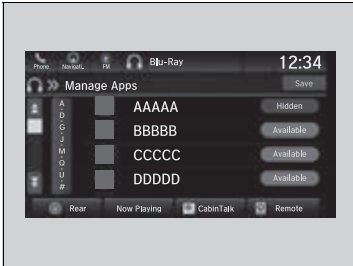 Phone Navigati.. FM Blu-Ray 12:34
Manage Apps Save
A
D
G
J
M
Q
U
#
AAAAA Hidden
BBBBB Available
CCCCC Available
DDDDD Available
Rear Now Playing CabinTalk Remote